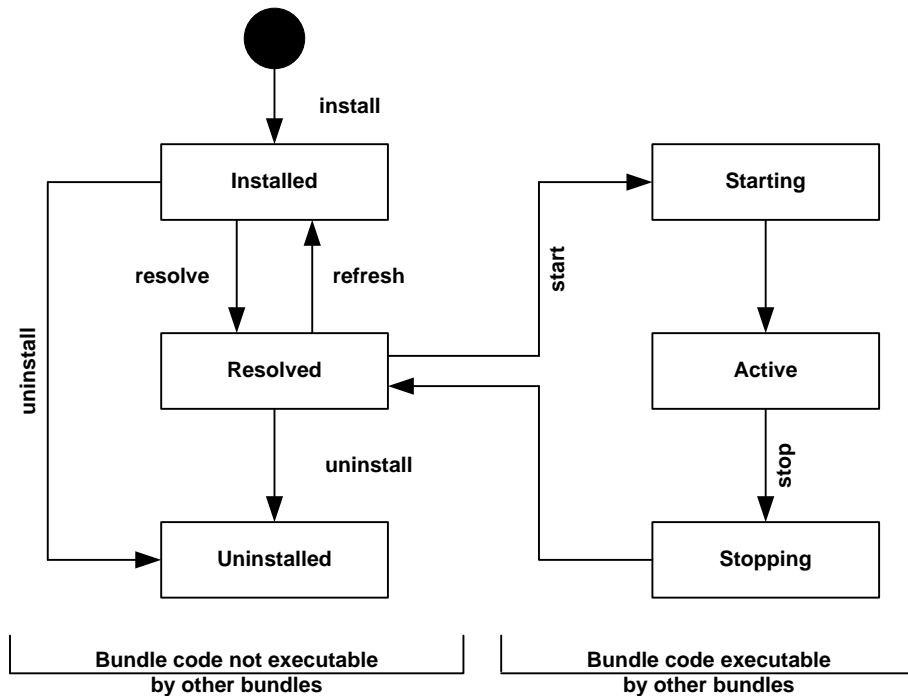 install
Installed
Starting
resolve
refresh
start
uninstall
Resolved
Active
uninstall
stop
Uninstalled
Stopping
Bundle code not executable
by other bundles
Bundle code executable
by other bundles